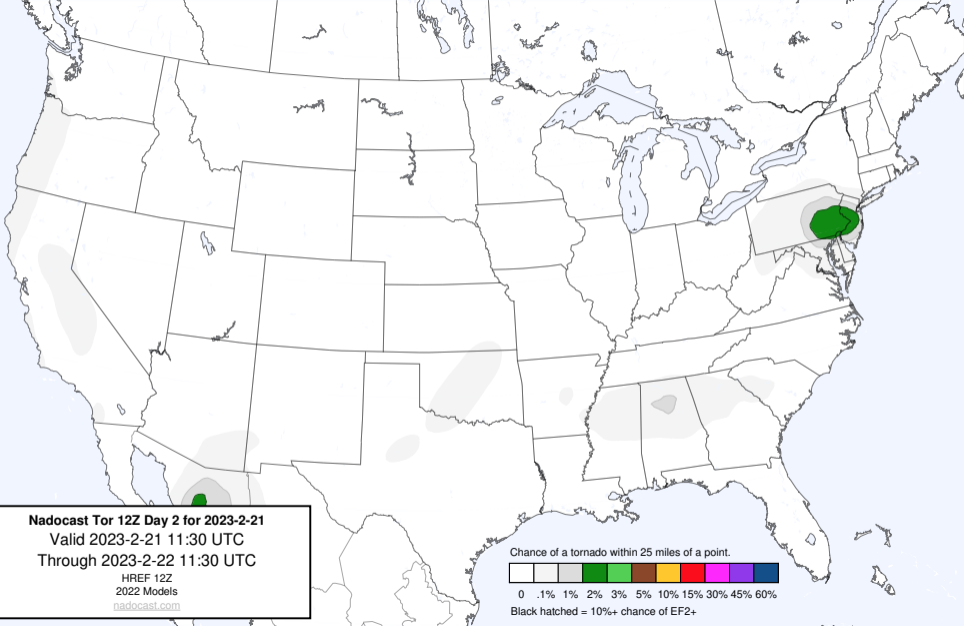 Nadocast Tor 12Z Day 2 for 2023-2-21
Valid 2023-2-21 11:30 UTC
Through 2023-2-22 11:30 UTC
HREF 12Z
2022 Models
nadocast.com
Chance of a tornado within 25 miles of a point.
0 .1% 1% 2% 3% 5% 10% 15% 30% 45% 60%
Black hatched = 10%+ chance of EF2+